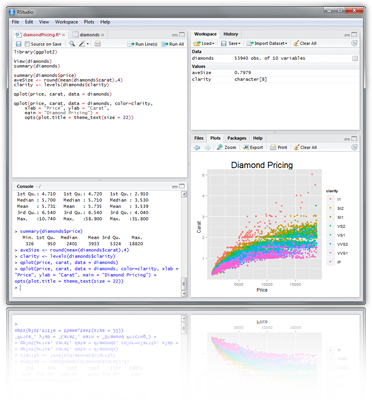 RStudio
File Edit View Workspace Plots Help
diamondPricing.R* diamonds
Source on Save Run Line(s) Run All
library(ggplot2)
View(diamonds)
summary(diamonds)
summary(diamonds$price)
aveSize <- round(mean(diamonds$carat),4)
clarity <- levels(diamonds$clarity)
qplot(price, carat, data = diamonds)
qplot(price, carat, data = diamonds, color=clarity,
xlab = "Price", ylab = "Carat",
main = "Diamond Pricing") +
opts(plot.title = theme_text(size = 22))
Console ~/
1st Qu.: 4.710 1st Qu.: 4.720 1st Qu.: 2.910
Median : 5.700 Median : 5.710 Median : 3.530
Mean : 5.731 Mean : 5.735 Mean : 3.539
3rd Qu.: 6.540 3rd Qu.: 6.540 3rd Qu.: 4.040
Max. :10.740 Max. :58.900 Max. :31.800
> summary(diamonds$price)
Min. 1st Qu. Median Mean 3rd Qu. Max.
326 950 2401 3933 5324 18820
> aveSize <- round(mean(diamonds$carat),4)
> clarity <- levels(diamonds$clarity)
> qplot(price, carat, data = diamonds)
> qplot(price, carat, data = diamonds, color=clarity, xlab =
"Price", ylab = "Carat", main = "Diamond Pricing") +
opts(plot.title = theme_text(size = 22))
>
Workspace History
Load Save Import Dataset Clear All
Data
diamonds 53940 obs. of 10 variables
Values
aveSize 0.7979
clarity character[8]
Files Plots Packages Help
Zoom Export Print Clear All
Diamond Pricing
Carat
Price
5000 10000 15000
clarity
I1
SI2
SI1
VS2
VS1
VVS2
VVS1
IF